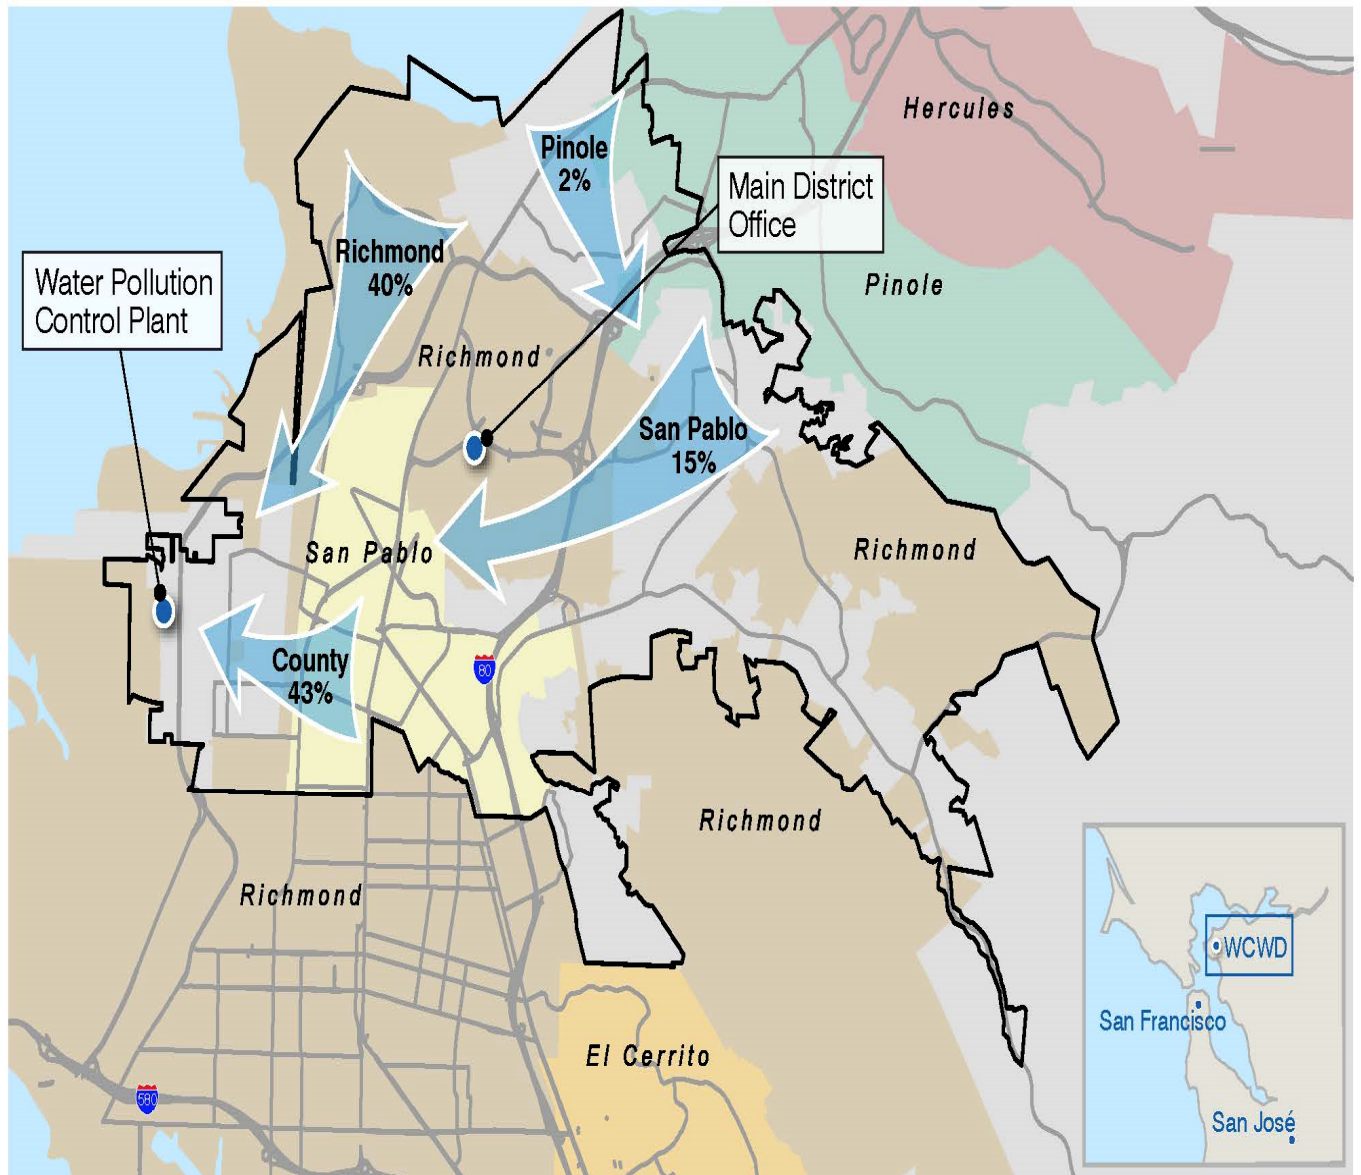 Hercules
Pinole
2%
Main District
Office
Richmond
40%
Water Pollution
Control Plant
Pinole
Richmond
San Pablo
15%
San Pablo
Richmond
County
43%
80
Richmond
Richmond
WCWD
San Francisco
El Cerrito
580
San José